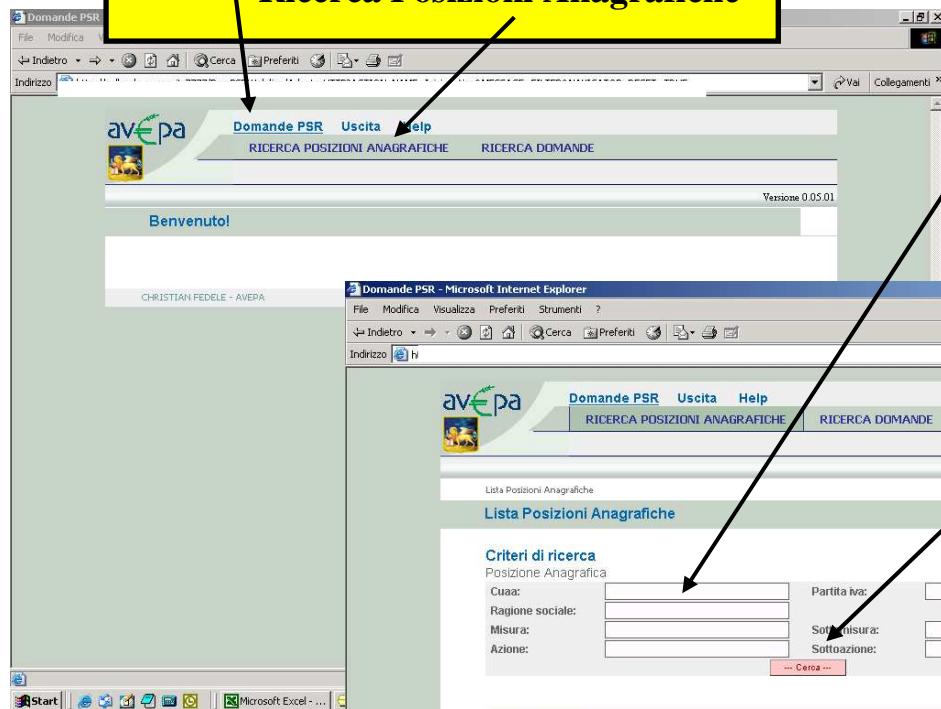 Ricerca Posizioni Anagrafiche
Domande PSR
File Modifica
Indietro Cerca Preferiti
Indirizzo Vai Collegamenti
avepa Domande PSR Uscita Help
RICERCA POSIZIONI ANAGRAFICHE RICERCA DOMANDE
Versione 0.05.01
Benvenuto!
CHRISTIAN FEDELE - AVEPA
Domande PSR - Microsoft Internet Explorer
File Modifica Visualizza Preferiti Strumenti ?
Indietro Cerca Preferiti
Indirizzo
av€pa Domande PSR Uscita Help
RICERCA POSIZIONI ANAGRAFICHE RICERCA DOMANDE
Lista Posizioni Anagrafiche
Lista Posizioni Anagrafiche
Criteri di ricerca
Posizione Anagrafica
Cuaa: Partita iva:
Ragione sociale:
Misura: Sottomisura:
Azione: Sottoazione:
--- Cerca ---
Start Microsoft Excel - ...